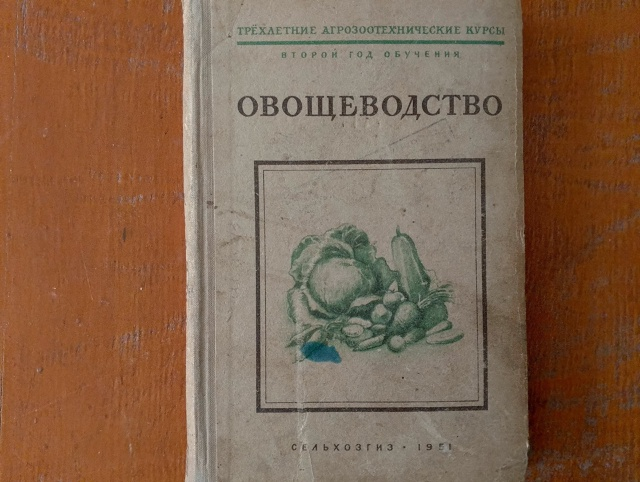 ТРЁХЛЕТНИЕ АГРОЗООТЕХНИЧЕСКИЕ КУРСЫ
ВТОРОЙ ГОД ОБУЧЕНИЯ
ОВОЩЕВОДСТВО
СЕЛЬХОЗГИЗ • 1951